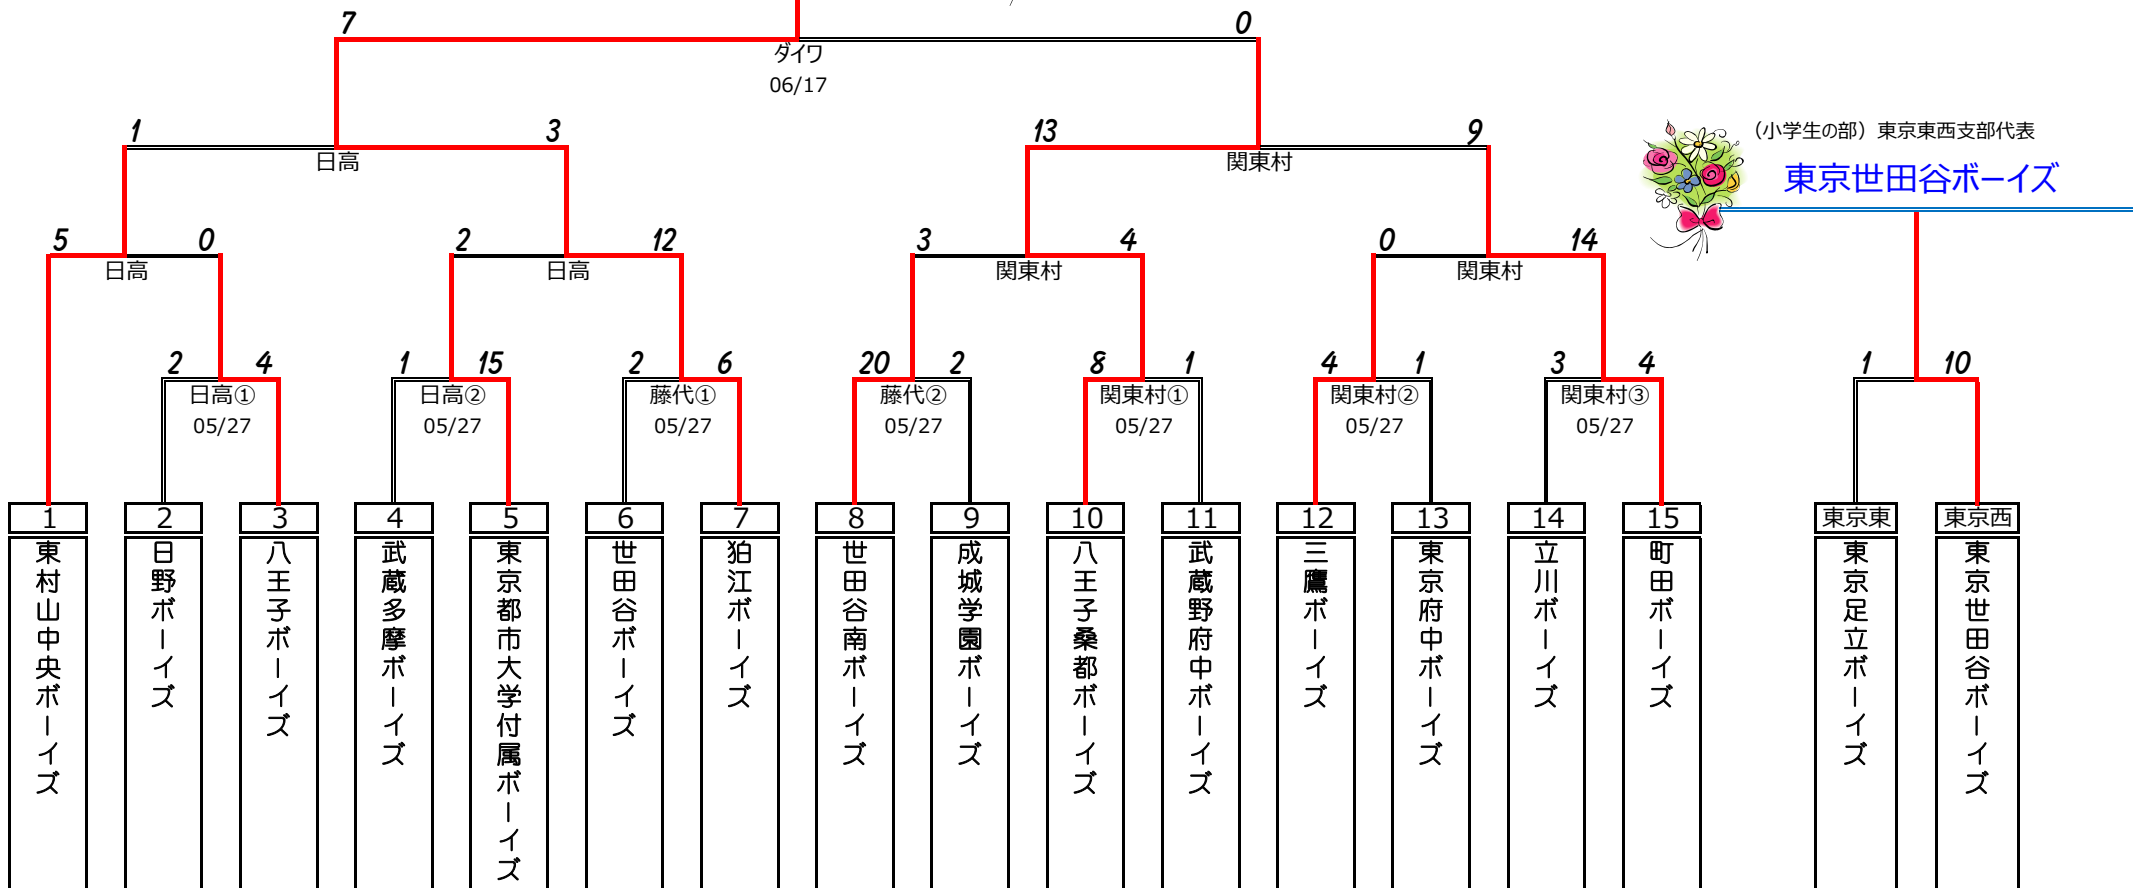 7 0
ダイワ
06/17
1 3 13 9
日高 関東村
(小学生の部) 東京東西支部代表
東京世田谷ボーイズ
5 0 2 12 3 4 0 14
日高 日高 関東村 関東村
2 4 1 15 2 6 20 2 8 1 4 1 3 4 1 10
日高① 日高② 藤代① 藤代② 関東村① 関東村② 関東村③
05/27 05/27 05/27 05/27 05/27 05/27 05/27
1 2 3 4 5 6 7 8 9 10 11 12 13 14 15 東京東 東京西
東村山中央ボーイズ
日野ボーイズ
八王子ボーイズ
武蔵多摩ボーイズ
東京都市大学付属ボーイズ
世田谷ボーイズ
狛江ボーイズ
世田谷南ボーイズ
成城学園ボーイズ
八王子桑都ボーイズ
武蔵野府中ボーイズ
三鷹ボーイズ
東京府中ボーイズ
立川ボーイズ
町田ボーイズ
東京足立ボーイズ
東京世田谷ボーイズ